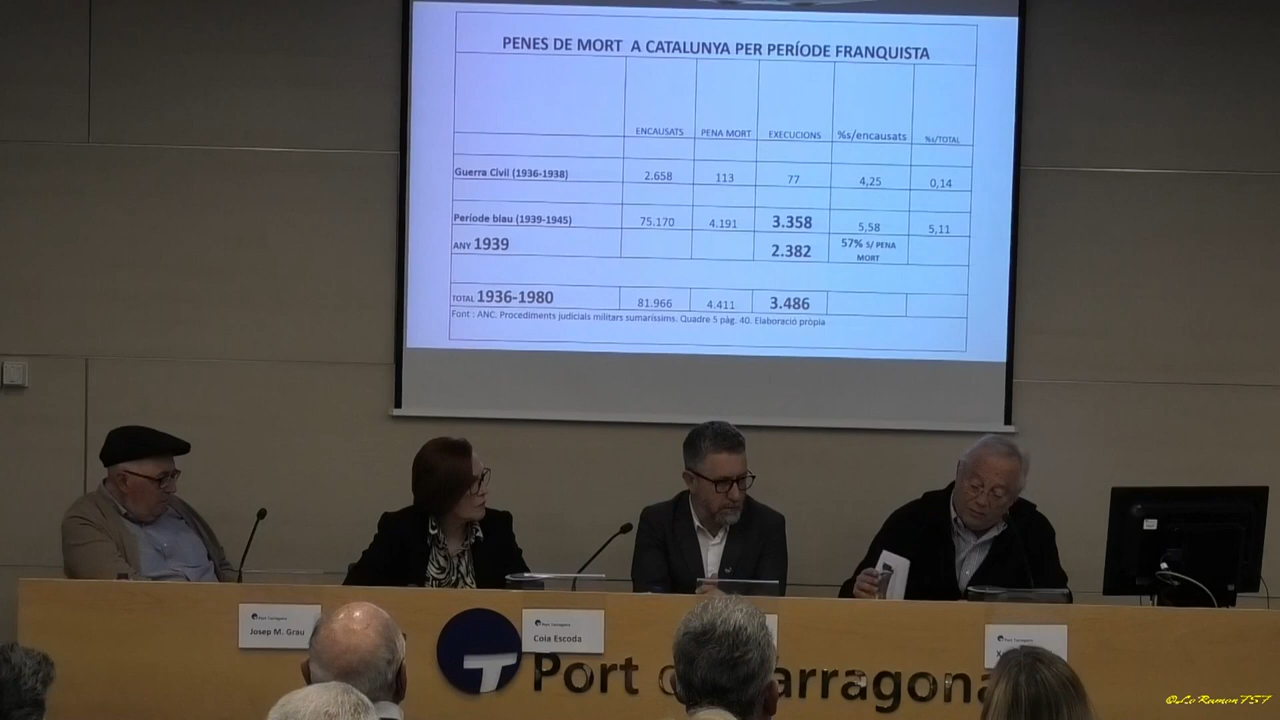 PENES DE MORT A CATALUNYA PER PERÍODE FRANQUISTA
ENCAUSATS PENA MORT EXECUCIONS %s/encausats %s/TOTAL
Guerra Civil (1936-1938) 2.658 113 77 4,25 0,14
Període blau (1939-1945) 75.170 4.191 3.358 5,58 5,11
ANY 1939 2.382 57% S/ PENA
MORT
TOTAL 1936-1980 81.966 4.411 3.486
Font : ANC. Procediments judicials militars sumaríssims. Quadre 5 pàg. 40. Elaboració pròpia
Port Tarragona
Josep M. Grau
Port Tarragona
Coia Escoda
Port Tarragona
Port arragona
©Lo Ramon757